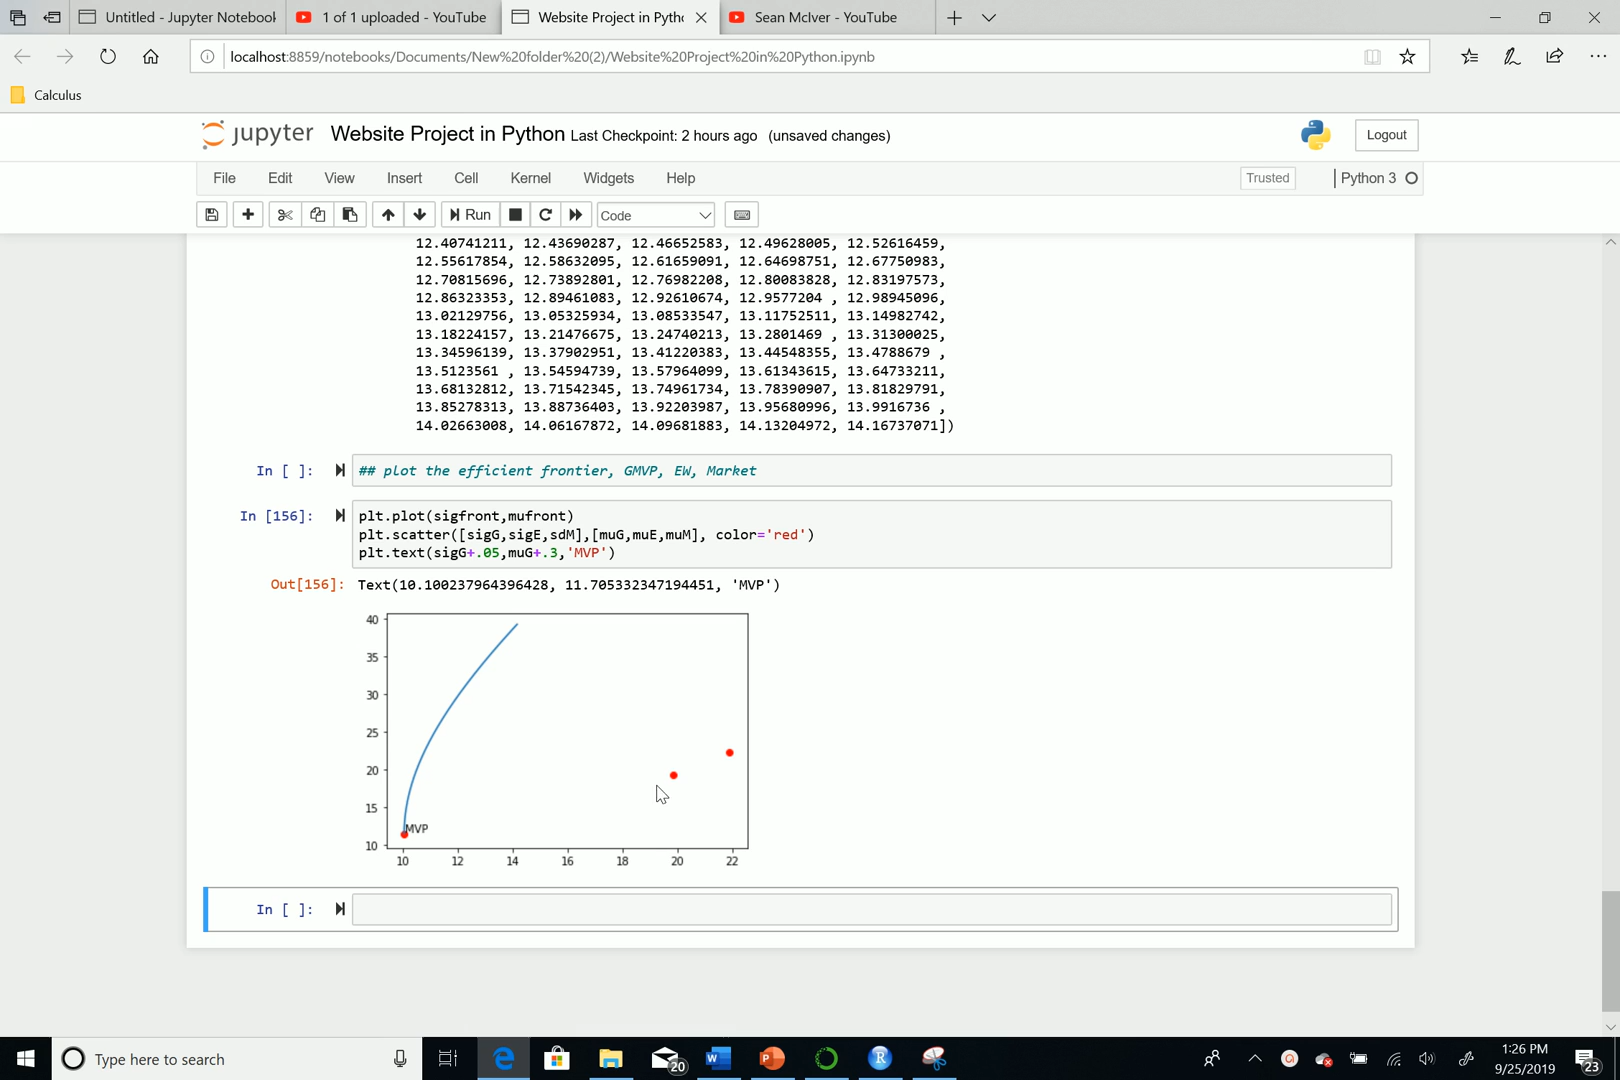 Untitled - Jupyter Notebook
1 of 1 uploaded - YouTube
Website Project in Pytho
Sean McIver - YouTube
localhost:8859/notebooks/Documents/New%20folder%20(2)/Website%20Project%20in%20Python.ipynb
Calculus
jupyter Website Project in Python Last Checkpoint: 2 hours ago (unsaved changes)
Logout
File Edit View Insert Cell Kernel Widgets Help
Trusted
Python 3
Run
Code
12.40741211, 12.43690287, 12.46652583, 12.49628005, 12.52616459,
12.55617854, 12.58632095, 12.61659091, 12.64698751, 12.67750983,
12.70815696, 12.73892801, 12.76982208, 12.80083828, 12.83197573,
12.86323353, 12.89461083, 12.92610674, 12.9577204 , 12.98945096,
13.02129756, 13.05325934, 13.08533547, 13.11752511, 13.14982742,
13.18224157, 13.21476675, 13.24740213, 13.2801469 , 13.31300025,
13.34596139, 13.37902951, 13.41220383, 13.44548355, 13.4788679 ,
13.5123561 , 13.54594739, 13.57964099, 13.61343615, 13.64733211,
13.68132812, 13.71542345, 13.74961734, 13.78390907, 13.81829791,
13.85278313, 13.88736403, 13.92203987, 13.95680996, 13.9916736 ,
14.02663008, 14.06167872, 14.09681883, 14.13204972, 14.16737071])
In [ ]: ## plot the efficient frontier, GMVP, EW, Market
In [156]: plt.plot(sigfront,mufront)
plt.scatter([sigG,sigE,sdM],[muG,muE,muM], color='red')
plt.text(sigG+.05,muG+.3,'MVP')
Out[156]: Text(10.100237964396428, 11.705332347194451, 'MVP')
40
35
30
25
20
15
10
MVP
10 12 14 16 18 20 22
In [ ]:
Type here to search
20
1:26 PM
9/25/2019
23